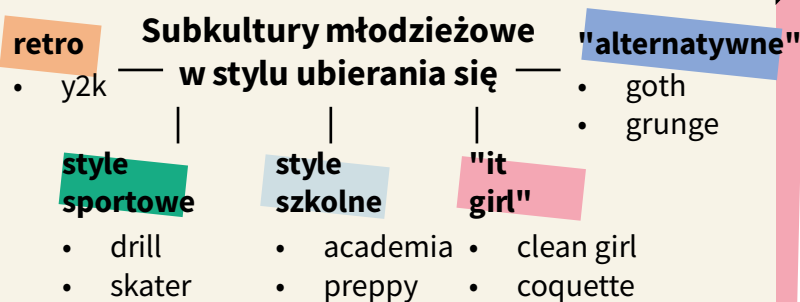 Subkultury młodzieżowe
w stylu ubierania się
retro
• y2k
"alternatywne"
• goth
• grunge
style
sportowe
• drill
• skater
style
szkolne
• academia
• preppy
"it
girl"
• clean girl
• coquette